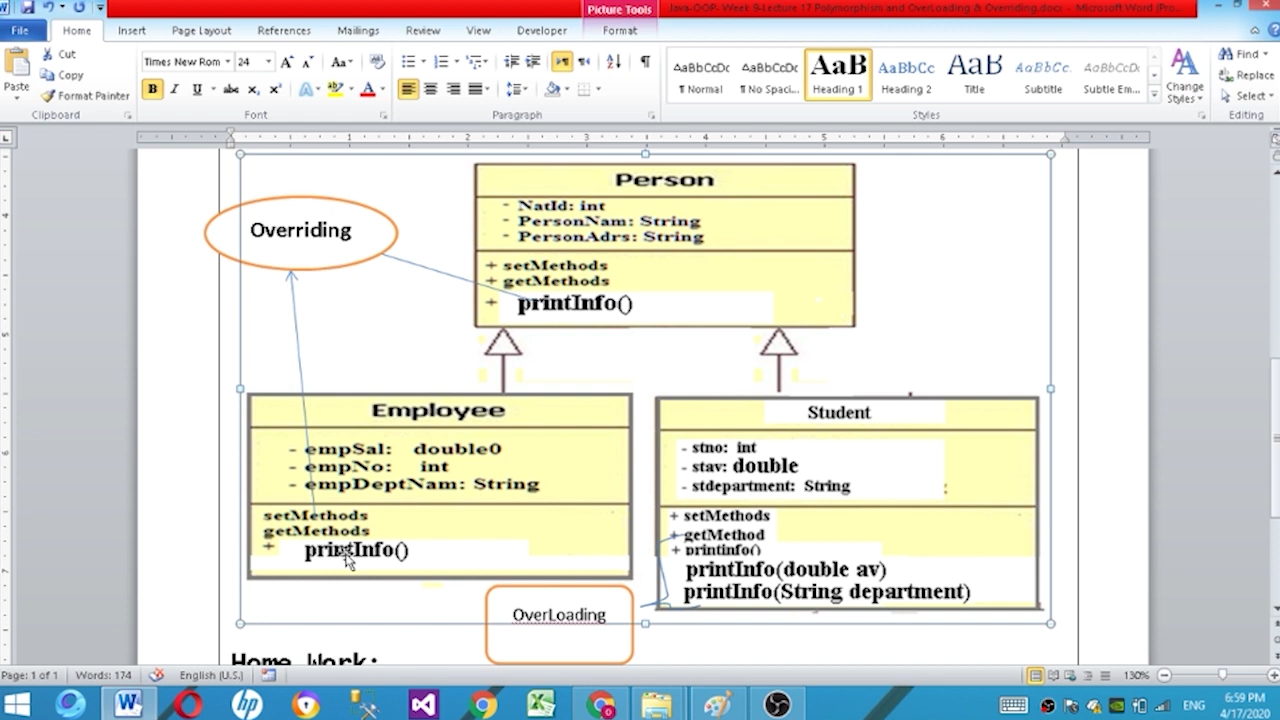 Picture Tools
Java-OOP- Week 9-Lecture 17 Polymorphism and OverLoading & Overriding.docx - Microsoft Word (Pro...
File Home Insert Page Layout References Mailings Review View Developer Format
Cut
Copy
Format Painter
Paste
Clipboard
Times New Rom 24
Font
Paragraph
AaBbCcDc AaBbCcDc AaB AaBbCc AaB AaBbCc. AaBbCcDc
¶ Normal ¶ No Spaci... Heading 1 Heading 2 Title Subtitle Subtle Em...
Styles
Change
Styles
Find
Replace
Select
Editing
1 2 3 4 5 6
Person
- NatId: int
- PersonNam: String
- PersonAdrs: String
+ setMethods
+ getMethods
+ printInfo()
Overriding
Employee
- empSal: double0
- empNo: int
- empDeptNam: String
setMethods
getMethods
+ printInfo()
Student
- stno: int
- stav: double
- stdepartment: String
+ setMethods
+ getMethod
+ printinfo()
printInfo(double av)
printInfo(String department)
OverLoading
Home Work:
Page: 1 of 1 Words: 174 English (U.S.) 130%
ENG
6:59 PM
4/17/2020